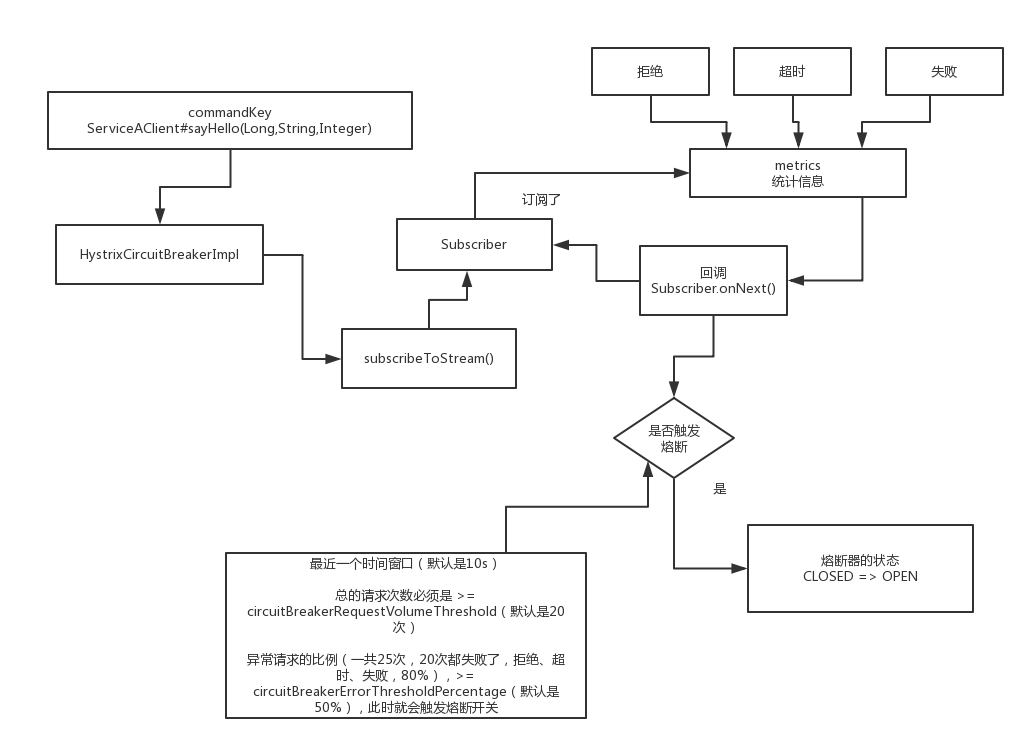 拒绝
超时
失败
commandKey
ServiceAClient#sayHello(Long,String,Integer)
metrics
统计信息
订阅了
HystrixCircuitBreakerImpl
Subscriber
回调
Subscriber.onNext()
subscribeToStream()
是否触发
熔断
是
熔断器的状态
CLOSED => OPEN
最近一个时间窗口（默认是10s）
总的请求次数必须是 >=
circuitBreakerRequestVolumeThreshold（默认是20
次）
异常请求的比例（一共25次，20次都失败了，拒绝、超
时、失败，80%），>=
circuitBreakerErrorThresholdPercentage（默认是
50%），此时就会触发熔断开关